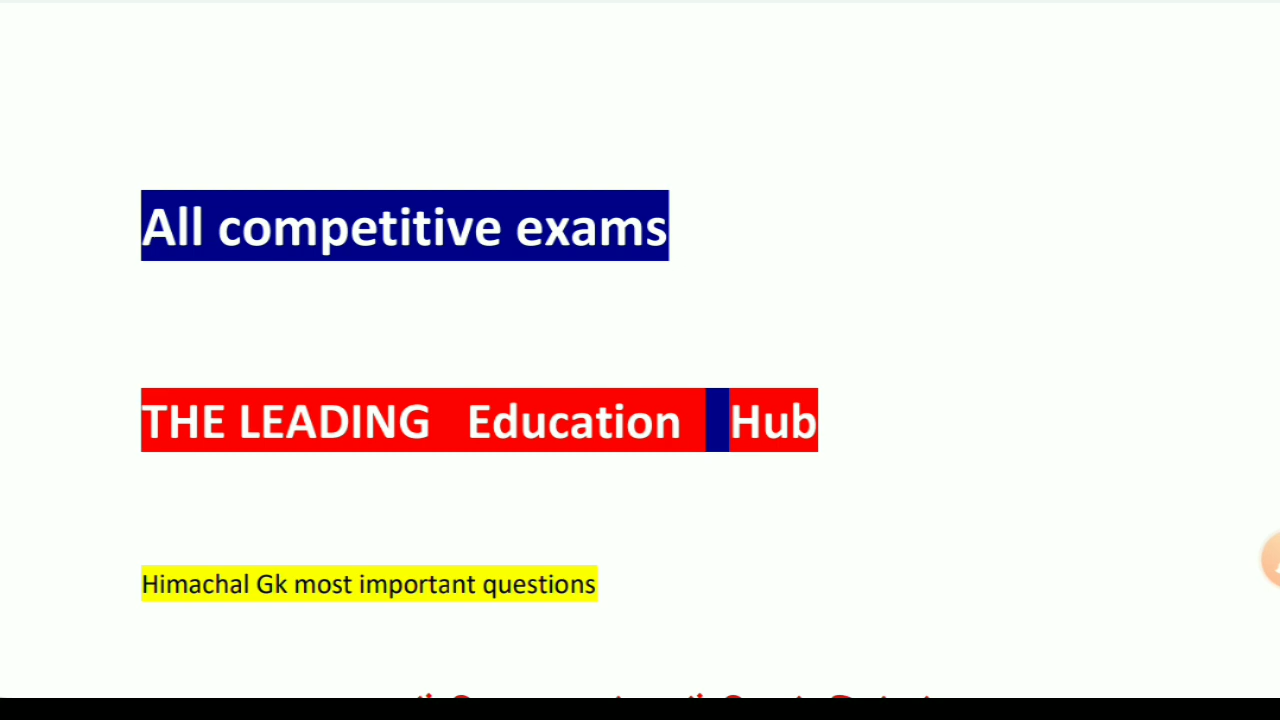 All competitive exams
THE LEADING Education Hub
Himachal Gk most important questions